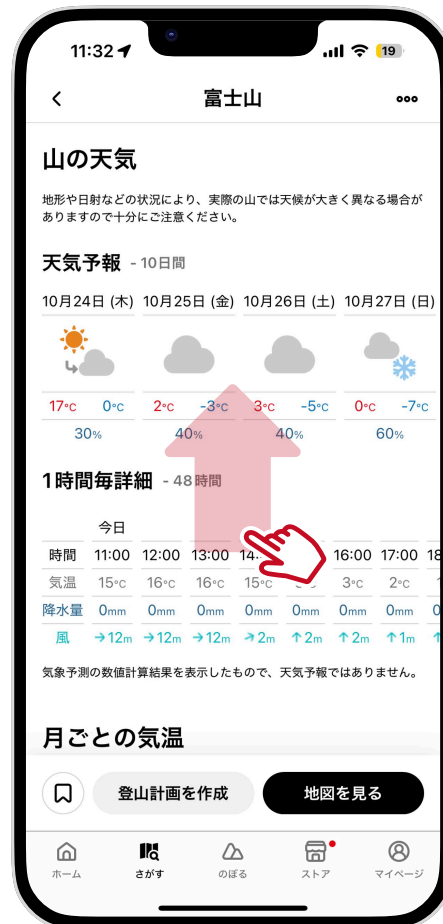 11:32
19
富士山
山の天気
地形や日射などの状況により、実際の山では天候が大きく異なる場合が
ありますので十分にご注意ください。
天気予報 - 10日間
10月24日 (木) 10月25日 (金) 10月26日 (土) 10月27日 (日)
17℃ 0℃ 2℃ -3℃ 3℃ -5℃ 0℃ -7℃
30% 40% 40% 60%
1時間毎詳細 - 48時間
今日
時間 11:00 12:00 13:00 14: 16:00 17:00 18
気温 15℃ 16℃ 16℃ 15℃ 3℃ 2℃
降水量 0mm 0mm 0mm 0mm 0mm 0mm 0mm 0
風 →12m →12m →12m 2m ↑2m ↑2m ↑1m
気象予測の数値計算結果を表示したもので、天気予報ではありません。
月ごとの気温
登山計画を作成 地図を見る
ホーム さがす のぼる ストア マイページ